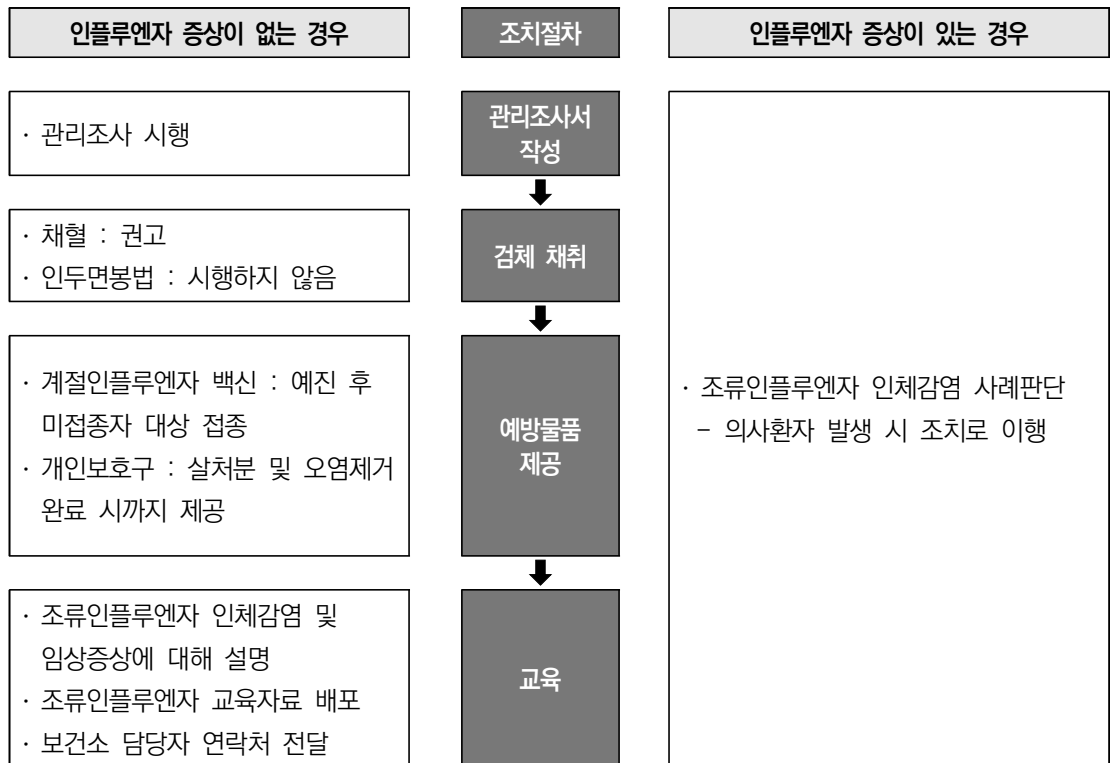 인플루엔자 증상이 없는 경우
조치절차
인플루엔자 증상이 있는 경우
· 관리조사 시행
관리조사서
작성
· 채혈 : 권고
· 인두면봉법 : 시행하지 않음
검체 채취
· 계절인플루엔자 백신 : 예진 후
미접종자 대상 접종
· 개인보호구 : 살처분 및 오염제거
완료 시까지 제공
예방물품
제공
· 조류인플루엔자 인체감염 및
임상증상에 대해 설명
· 조류인플루엔자 교육자료 배포
· 보건소 담당자 연락처 전달
교육
· 조류인플루엔자 인체감염 사례판단
- 의사환자 발생 시 조치로 이행